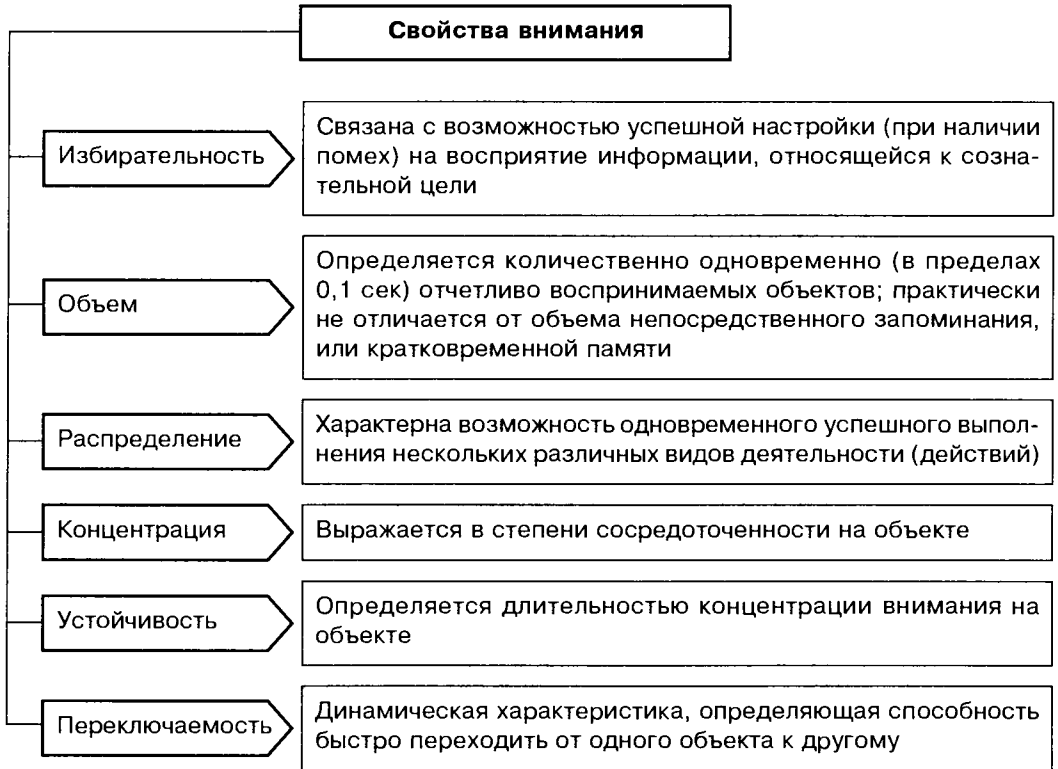 Свойства внимания
Избирательность
Связана с возможностью успешной настройки (при наличии
помех) на восприятие информации, относящейся к созна-
тельной цели
Объем
Определяется количественно одновременно (в пределах
0,1 сек) отчетливо воспринимаемых объектов; практически
не отличается от объема непосредственного запоминания,
или кратковременной памяти
Распределение
Характерна возможность одновременного успешного выпол-
нения нескольких различных видов деятельности (действий)
Концентрация
Выражается в степени сосредоточенности на объекте
Устойчивость
Определяется длительностью концентрации внимания на
объекте
Переключаемость
Динамическая характеристика, определяющая способность
быстро переходить от одного объекта к другому